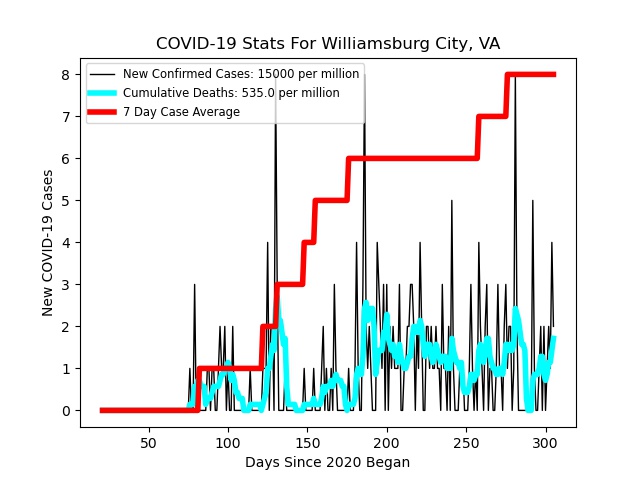 COVID-19 Stats For Williamsburg City, VA
New Confirmed Cases: 15000 per million
Cumulative Deaths: 535.0 per million
7 Day Case Average
New COVID-19 Cases
8
7
6
5
4
3
2
1
0
50 100 150 200 250 300
Days Since 2020 Began